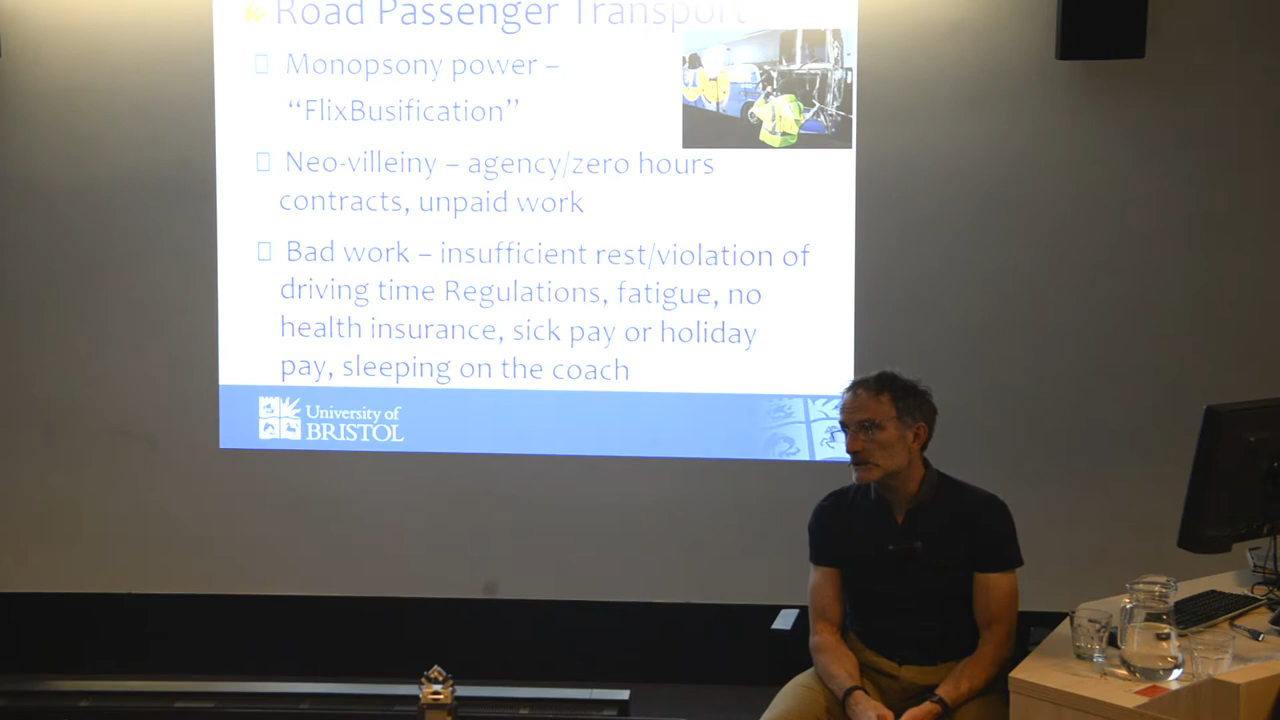 Road Passenger Transport
Monopsony power –
“FlixBusification”
Neo-villeiny – agency/zero hours
contracts, unpaid work
Bad work – insufficient rest/violation of
driving time Regulations, fatigue, no
health insurance, sick pay or holiday
pay, sleeping on the coach
University of
BRISTOL